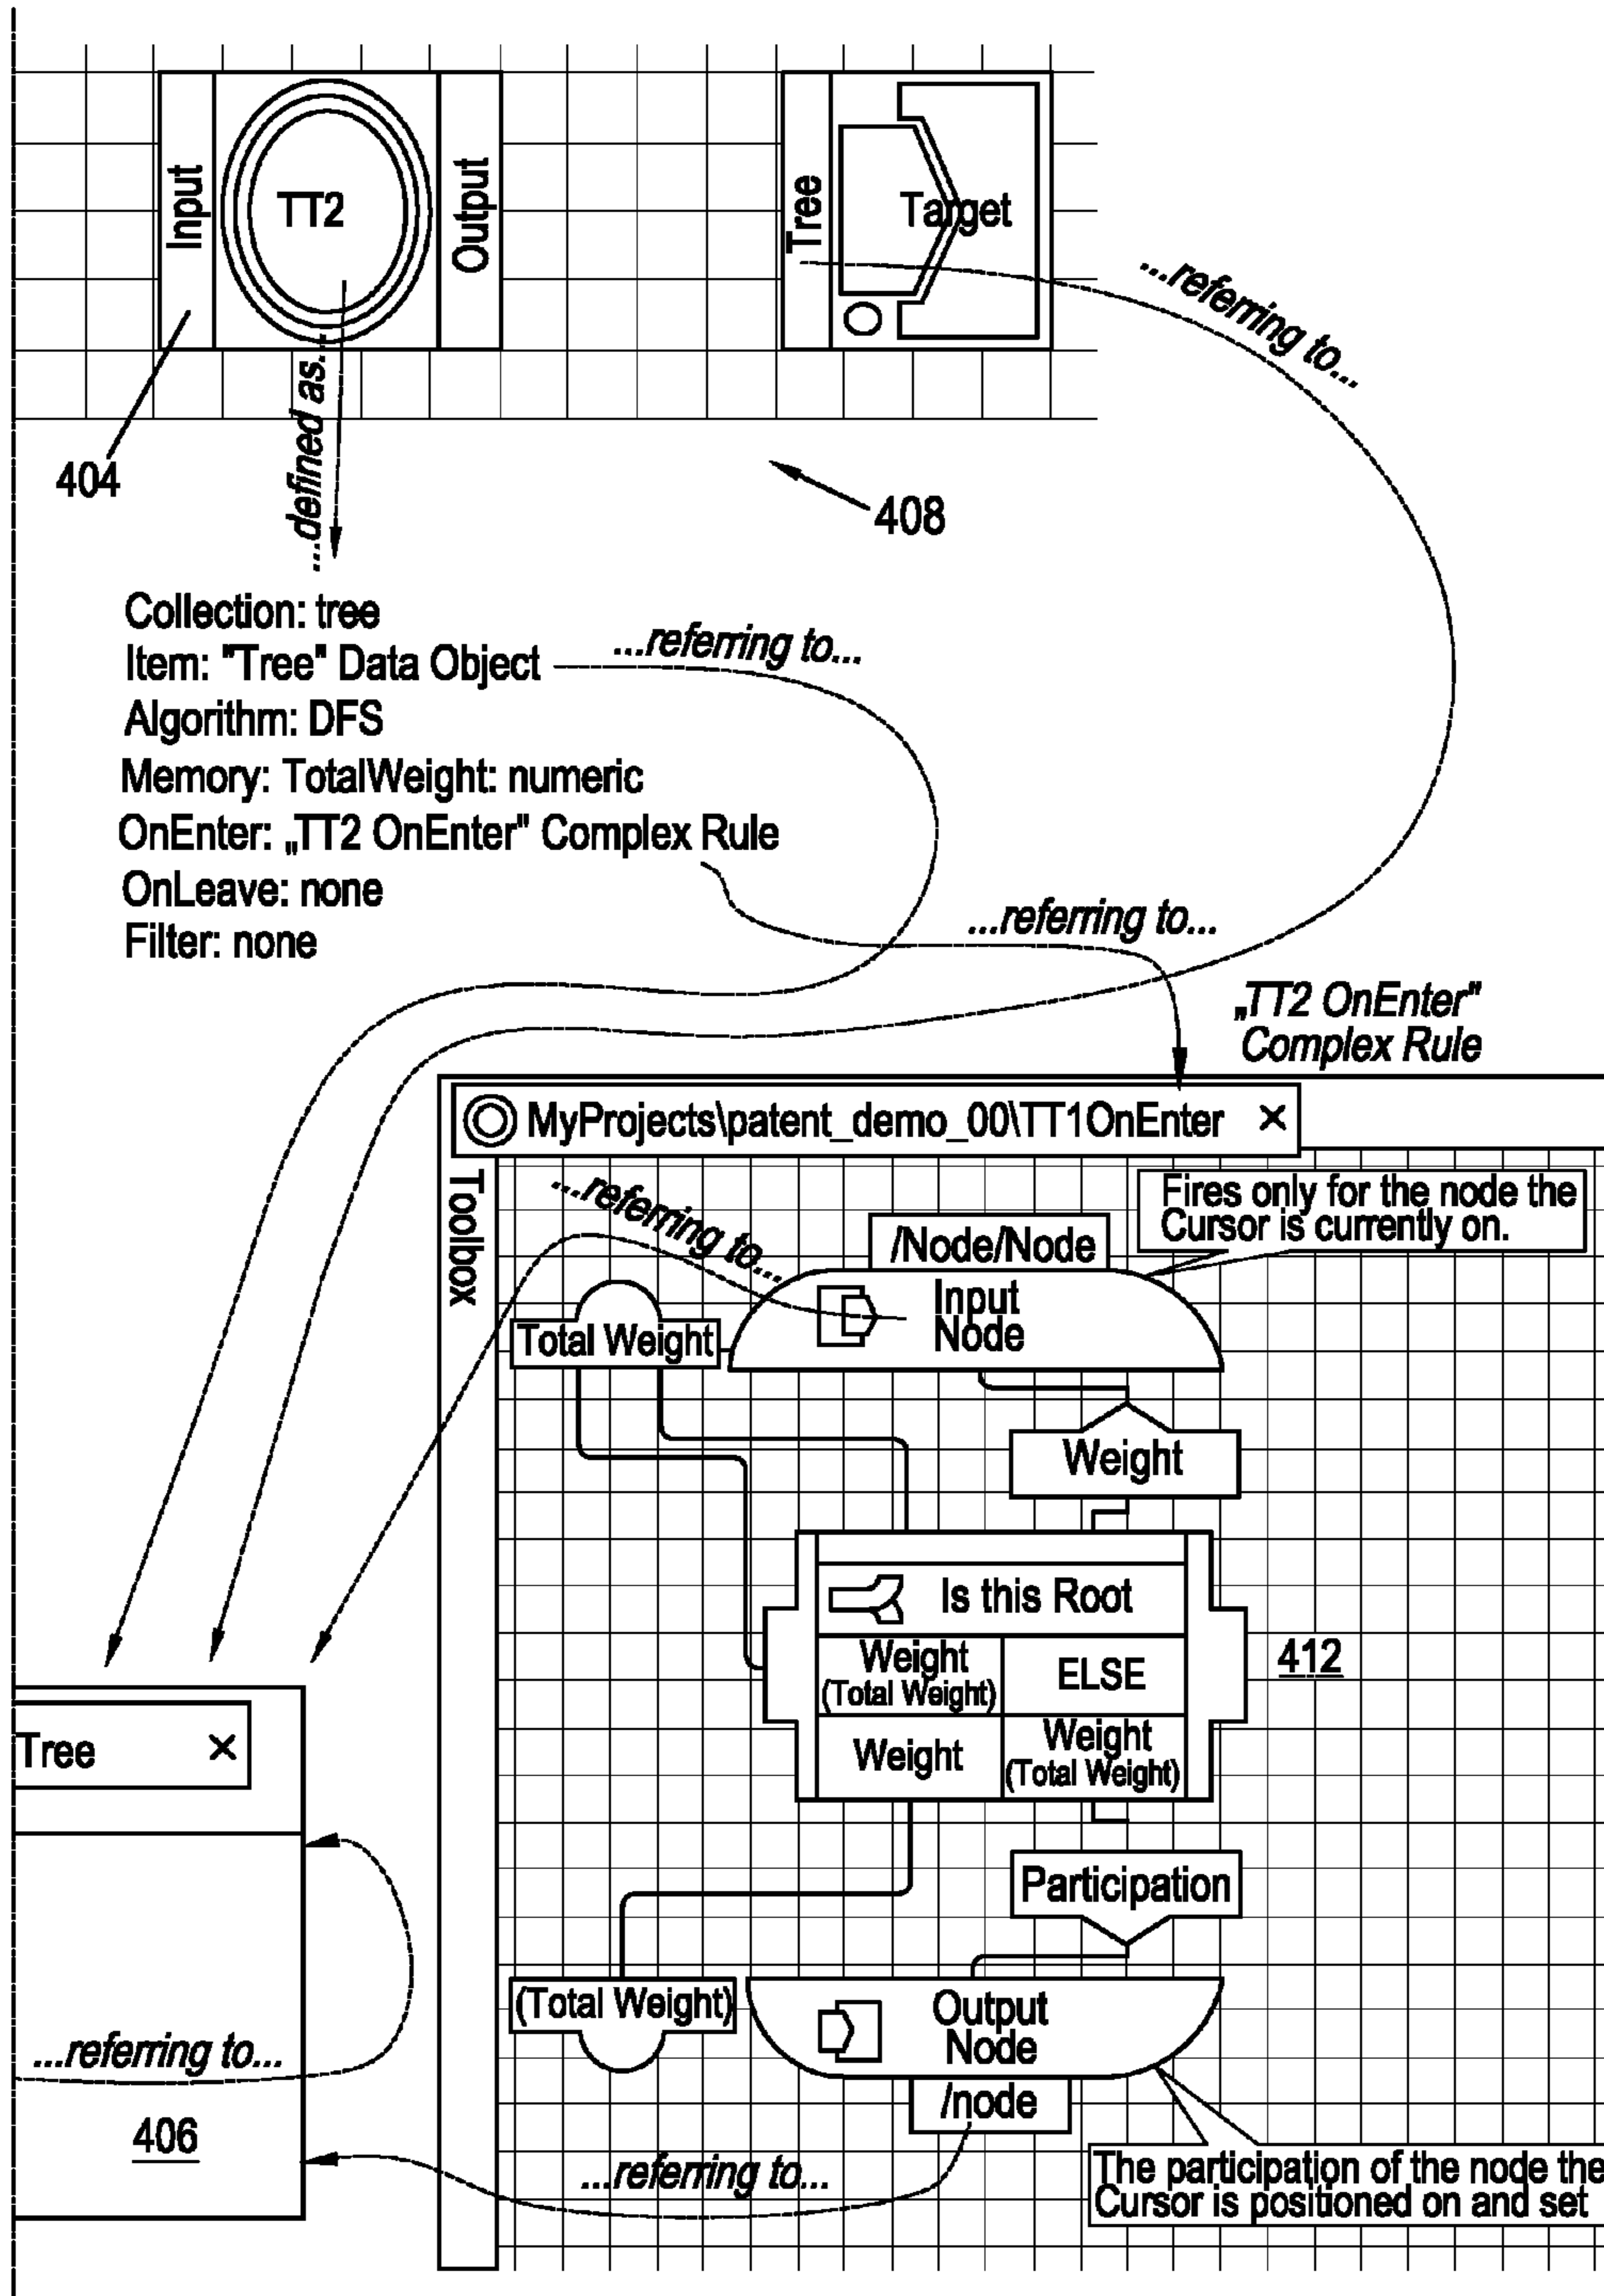 Input
TT2
Output
Tree
Target
...referring to...
404
...defined as...
408
Collection: tree
Item: "Tree" Data Object
...referring to...
Algorithm: DFS
Memory: TotalWeight: numeric
OnEnter: „TT2 OnEnter" Complex Rule
OnLeave: none
Filter: none
...referring to...
„TT2 OnEnter"
Complex Rule
MyProjects\patent_demo_00\TT1OnEnter
×
Toolbox
...referring to...
/Node/Node
Fires only for the node the
Cursor is currently on.
Input
Node
Total Weight
Weight
Is this Root
Weight
(Total Weight)
ELSE
412
Weight
Weight
(Total Weight)
Tree
×
Participation
(Total Weight)
Output
Node
...referring to...
/node
406
...referring to...
The participation of the node the
Cursor is positioned on and set